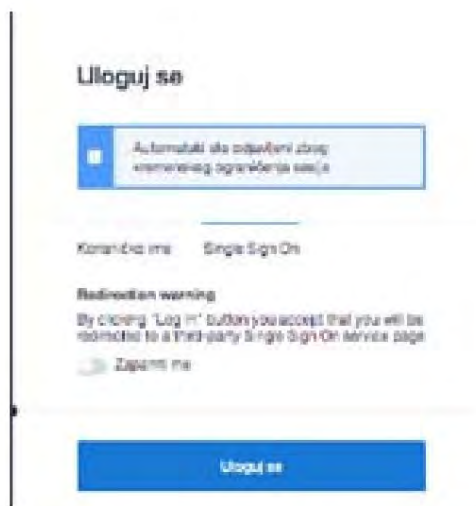 Uloguj se
Automatski ste odjavljeni zbog
vremenskog ograničenja sesije
Korisničko ime Single Sign On
Redirection warning
By clicking "Log in" button you accept that you will be
redirected to a third-party Single Sign On service page
Zapamti me
Uloguj se